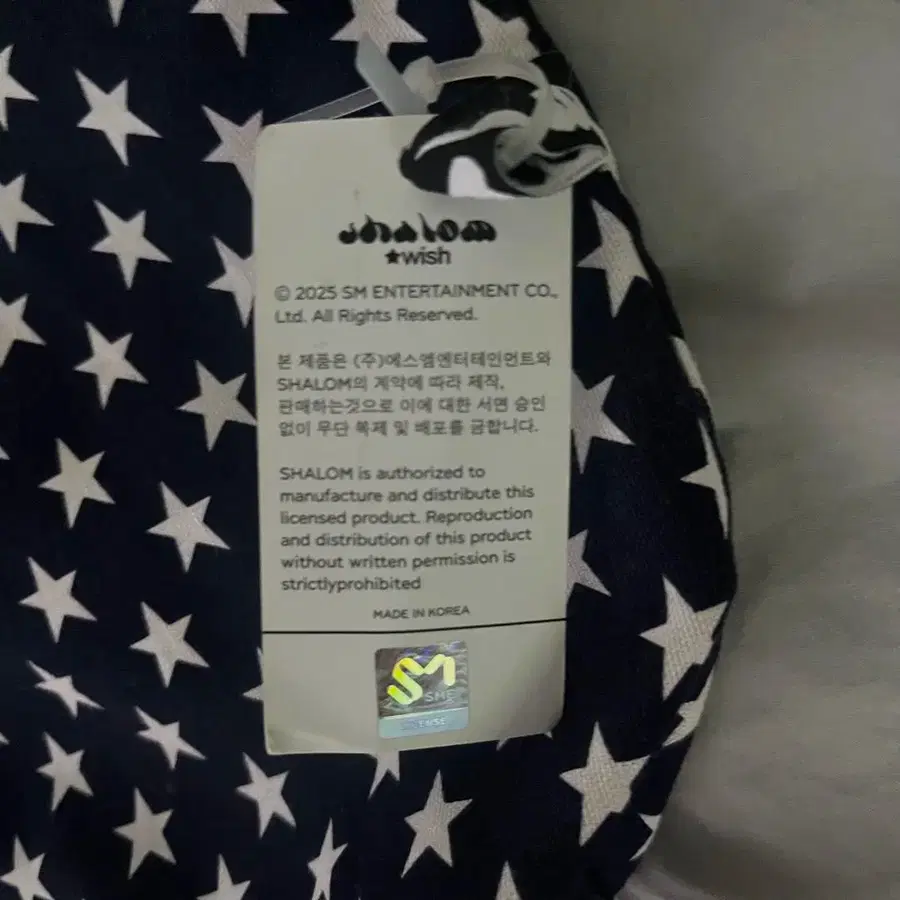 shalom
★wish
© 2025 SM ENTERTAINMENT CO.,
Ltd. All Rights Reserved.
본 제품은 (주)에스엠엔터테인먼트와
SHALOM의 계약에 따라 제작,
판매하는것으로 이에 대한 서면 승인
없이 무단 복제 및 배포를 금합니다.
SHALOM is authorized to
manufacture and distribute this
licensed product. Reproduction
and distribution of this product
without written permission is
strictlyprohibited
MADE IN KOREA
SM
SME